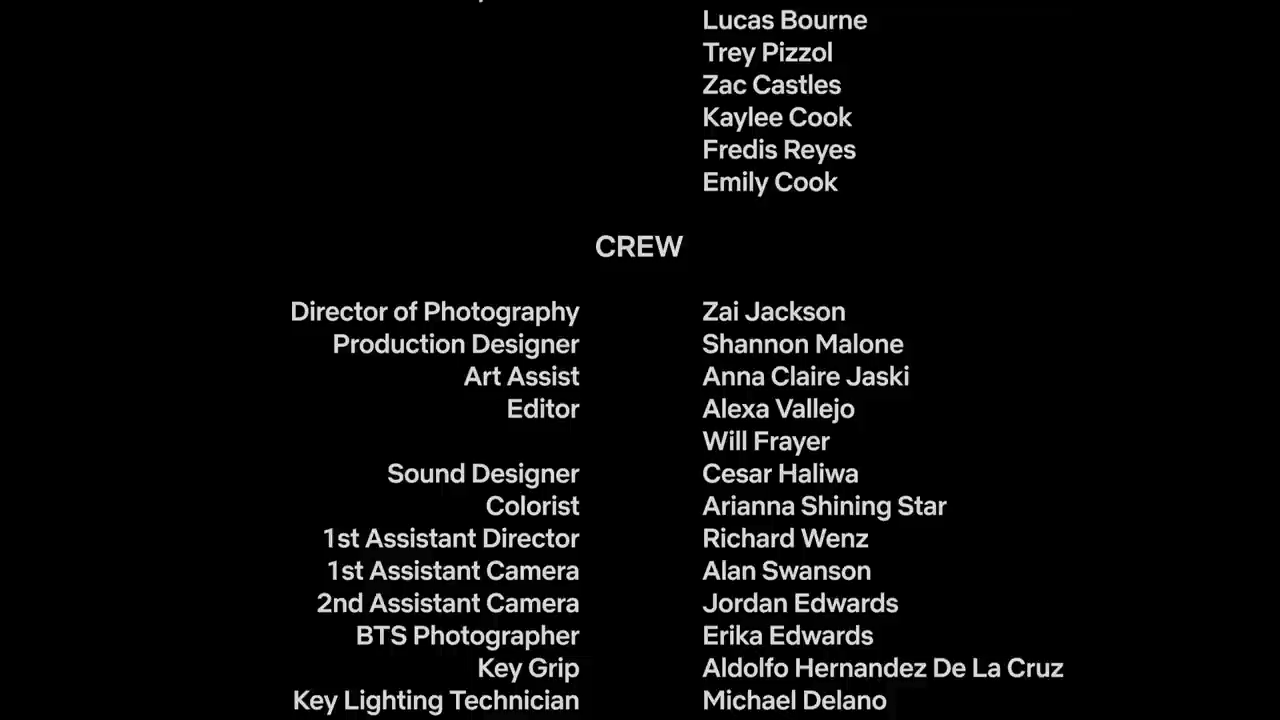 Lucas Bourne
Trey Pizzol
Zac Castles
Kaylee Cook
Fredis Reyes
Emily Cook
CREW
Director of Photography Zai Jackson
Production Designer Shannon Malone
Art Assist Anna Claire Jaski
Editor Alexa Vallejo
Will Frayer
Sound Designer Cesar Haliwa
Colorist Arianna Shining Star
1st Assistant Director Richard Wenz
1st Assistant Camera Alan Swanson
2nd Assistant Camera Jordan Edwards
BTS Photographer Erika Edwards
Key Grip Aldolfo Hernandez De La Cruz
Key Lighting Technician Michael Delano